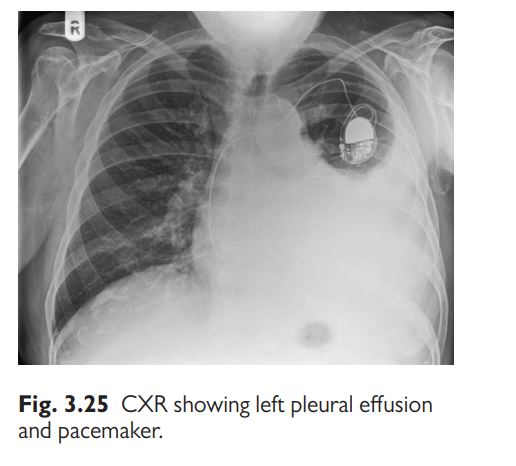 R
Fig. 3.25 CXR showing left pleural effusion
and pacemaker.